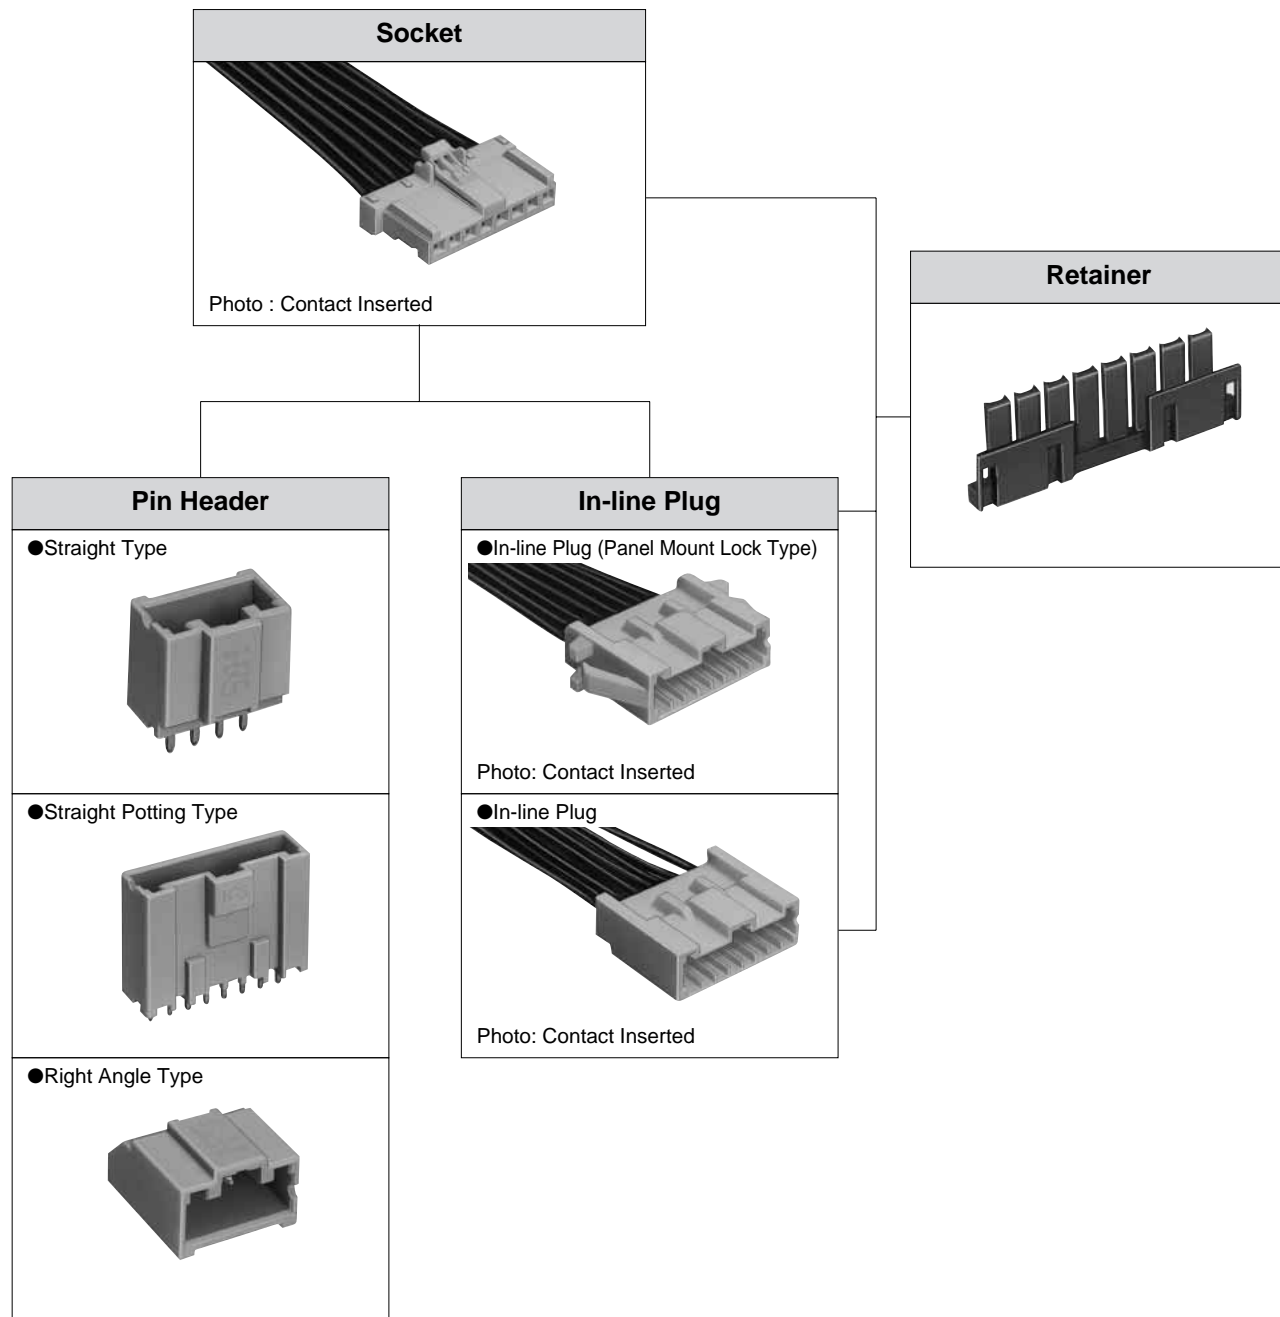 Socket
Photo : Contact Inserted
Retainer
Pin Header
●Straight Type
●Straight Potting Type
●Right Angle Type
In-line Plug
●In-line Plug (Panel Mount Lock Type)
Photo: Contact Inserted
●In-line Plug
Photo: Contact Inserted